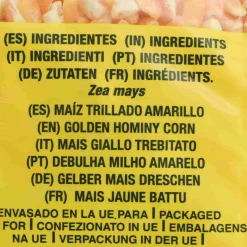 (ES) INGREDIENTES (IN) INGREDIENTS
(IT) INGREDIENTI (PT) INGREDIENTES
(DE) ZUTATEN (FR) INGRÉDIENTS.
Zea mays
(ES) MAÍZ TRILLADO AMARILLO
(EN) GOLDEN HOMINY CORN
(IT) MAIS GIALLO TREBITATO
(PT) DEBULHA MILHO AMARELO
(DE) GELBER MAIS DRESCHEN
(FR) MAIS JAUNE BATTU
ENVASADO EN LA UE, PARA | PACKAGED
FOR | CONFEZIONATO IN UE | EMBALAGENS
NA UE | VERPACKUNG IN DER UE |